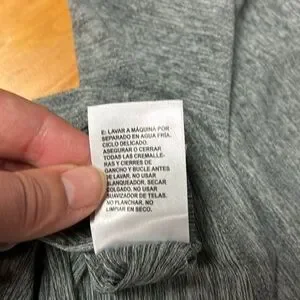 E: LAVAR A MÁQUINA POR
SEPARADO EN AGUA FRÍA.
CICLO DELICADO.
ASEGURAR O CERRAR
TODAS LAS CREMALLE-
RAS Y CIERRES DE
GANCHO Y BUCLE ANTES
DE LAVAR, NO USAR
BLANQUEADOR, SECAR
COLGADO, NO USAR
SUAVIZADOR DE TELAS.
NO PLANCHAR, NO
LIMPIAR EN SECO.